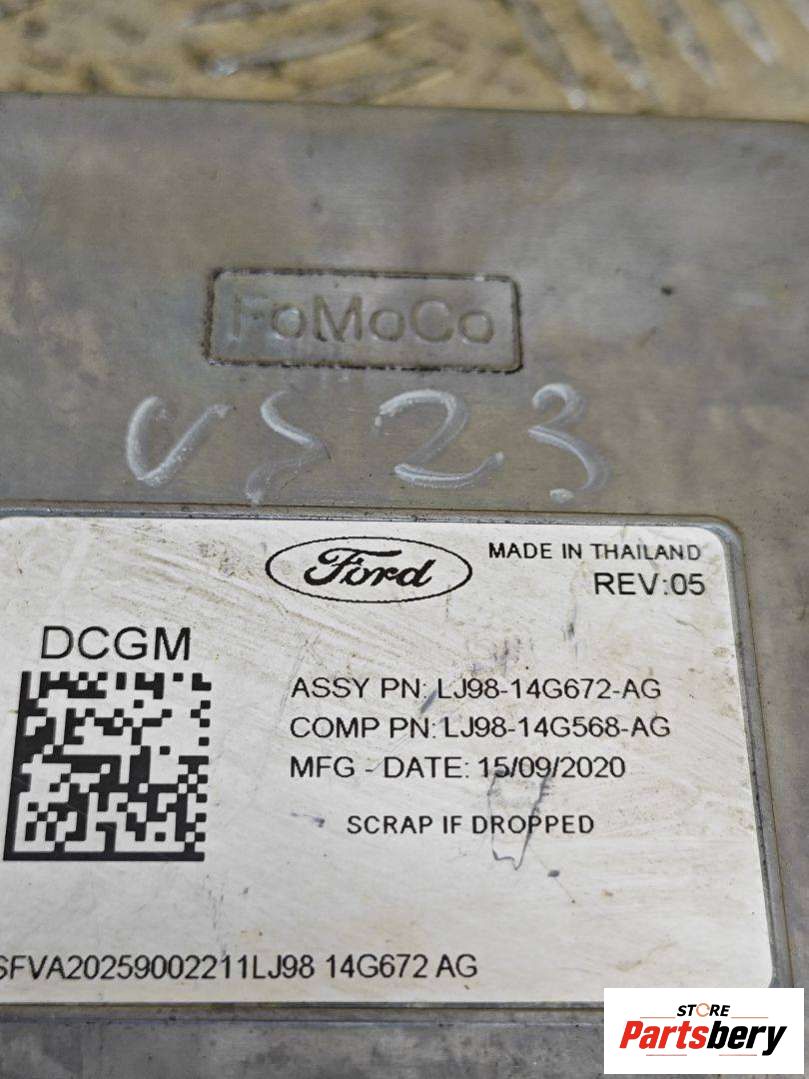 FoMoCo
VS23
Ford
MADE IN THAILAND
REV:05
DCGM
ASSY PN: LJ98-14G672-AG
COMP PN: LJ98-14G568-AG
MFG - DATE: 15/09/2020
SCRAP IF DROPPED
SFVA20259002211LJ98 14G672 AG
STORE
Partsbery